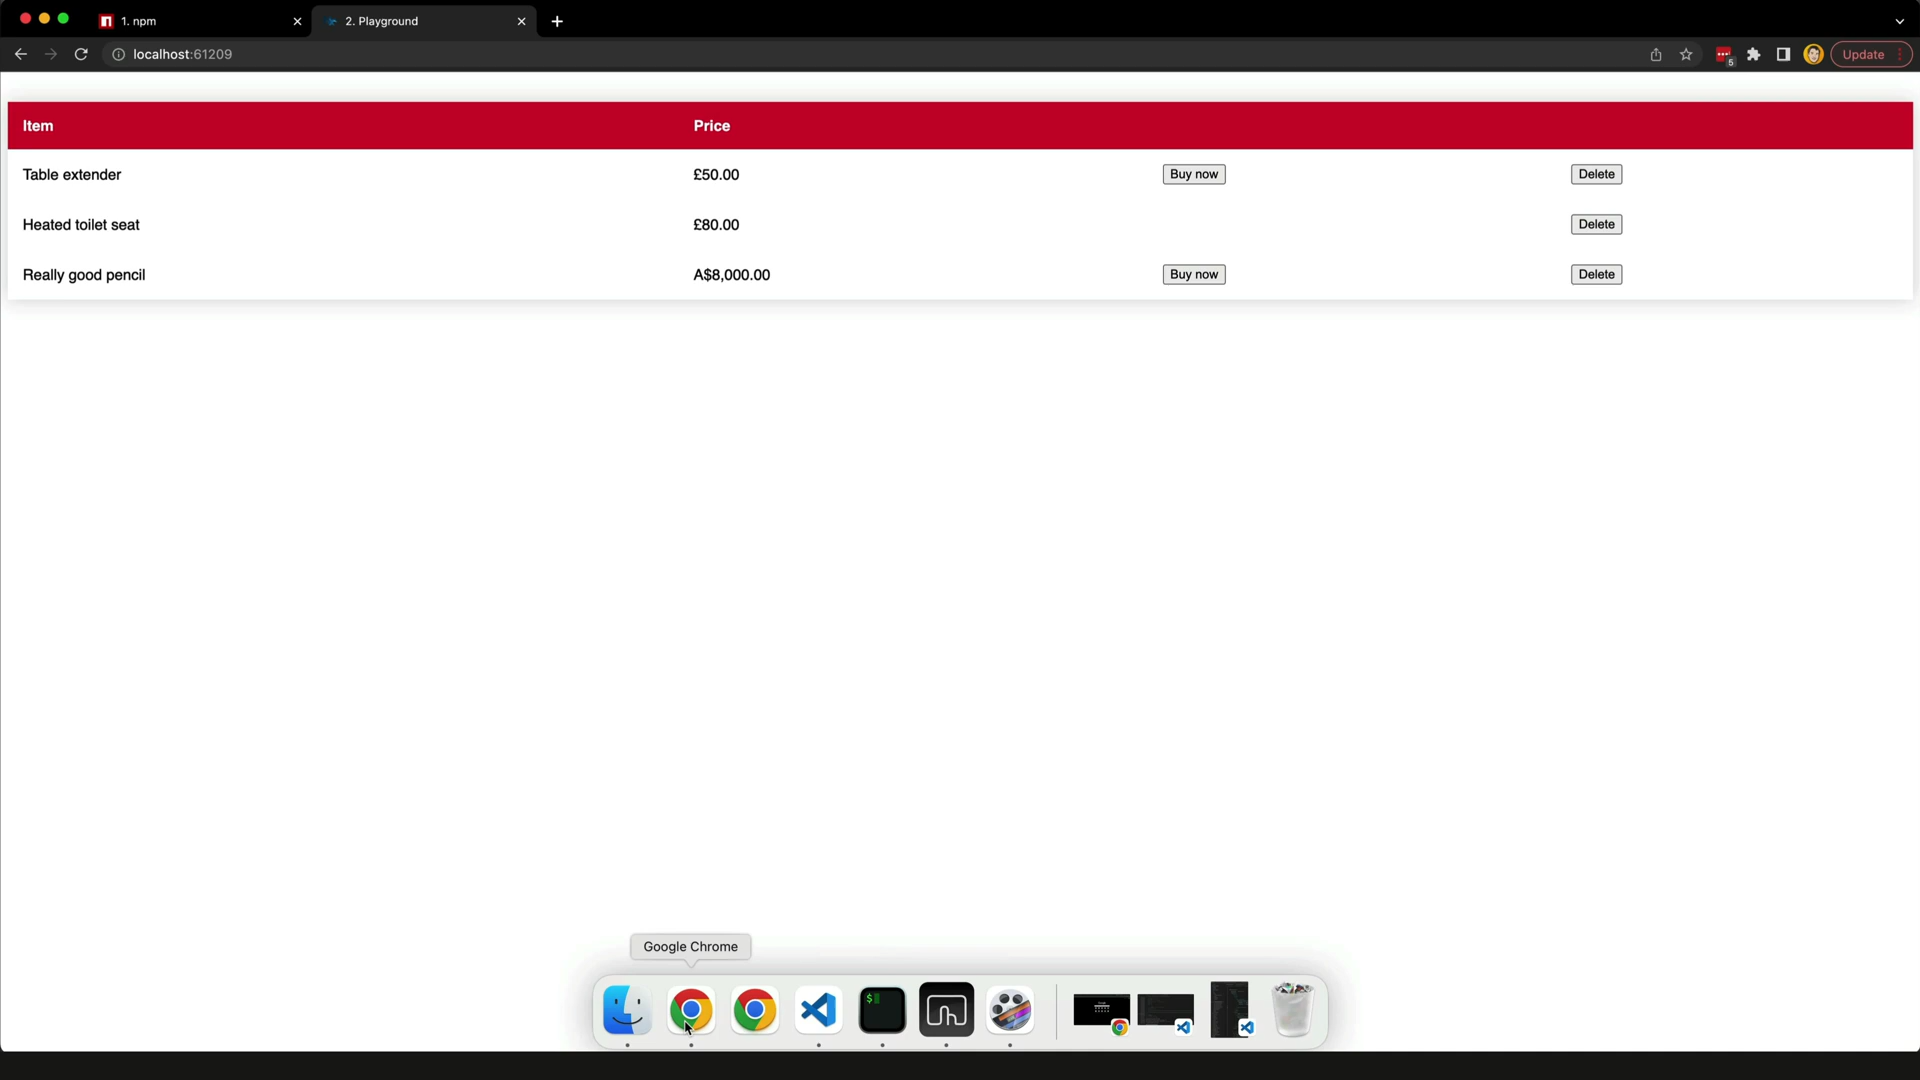 1. npm
2. Playground
localhost:61209
5
Update
Item Price
Table extender £50.00 Buy now Delete
Heated toilet seat £80.00 Delete
Really good pencil A$8,000.00 Buy now Delete
Google Chrome
$